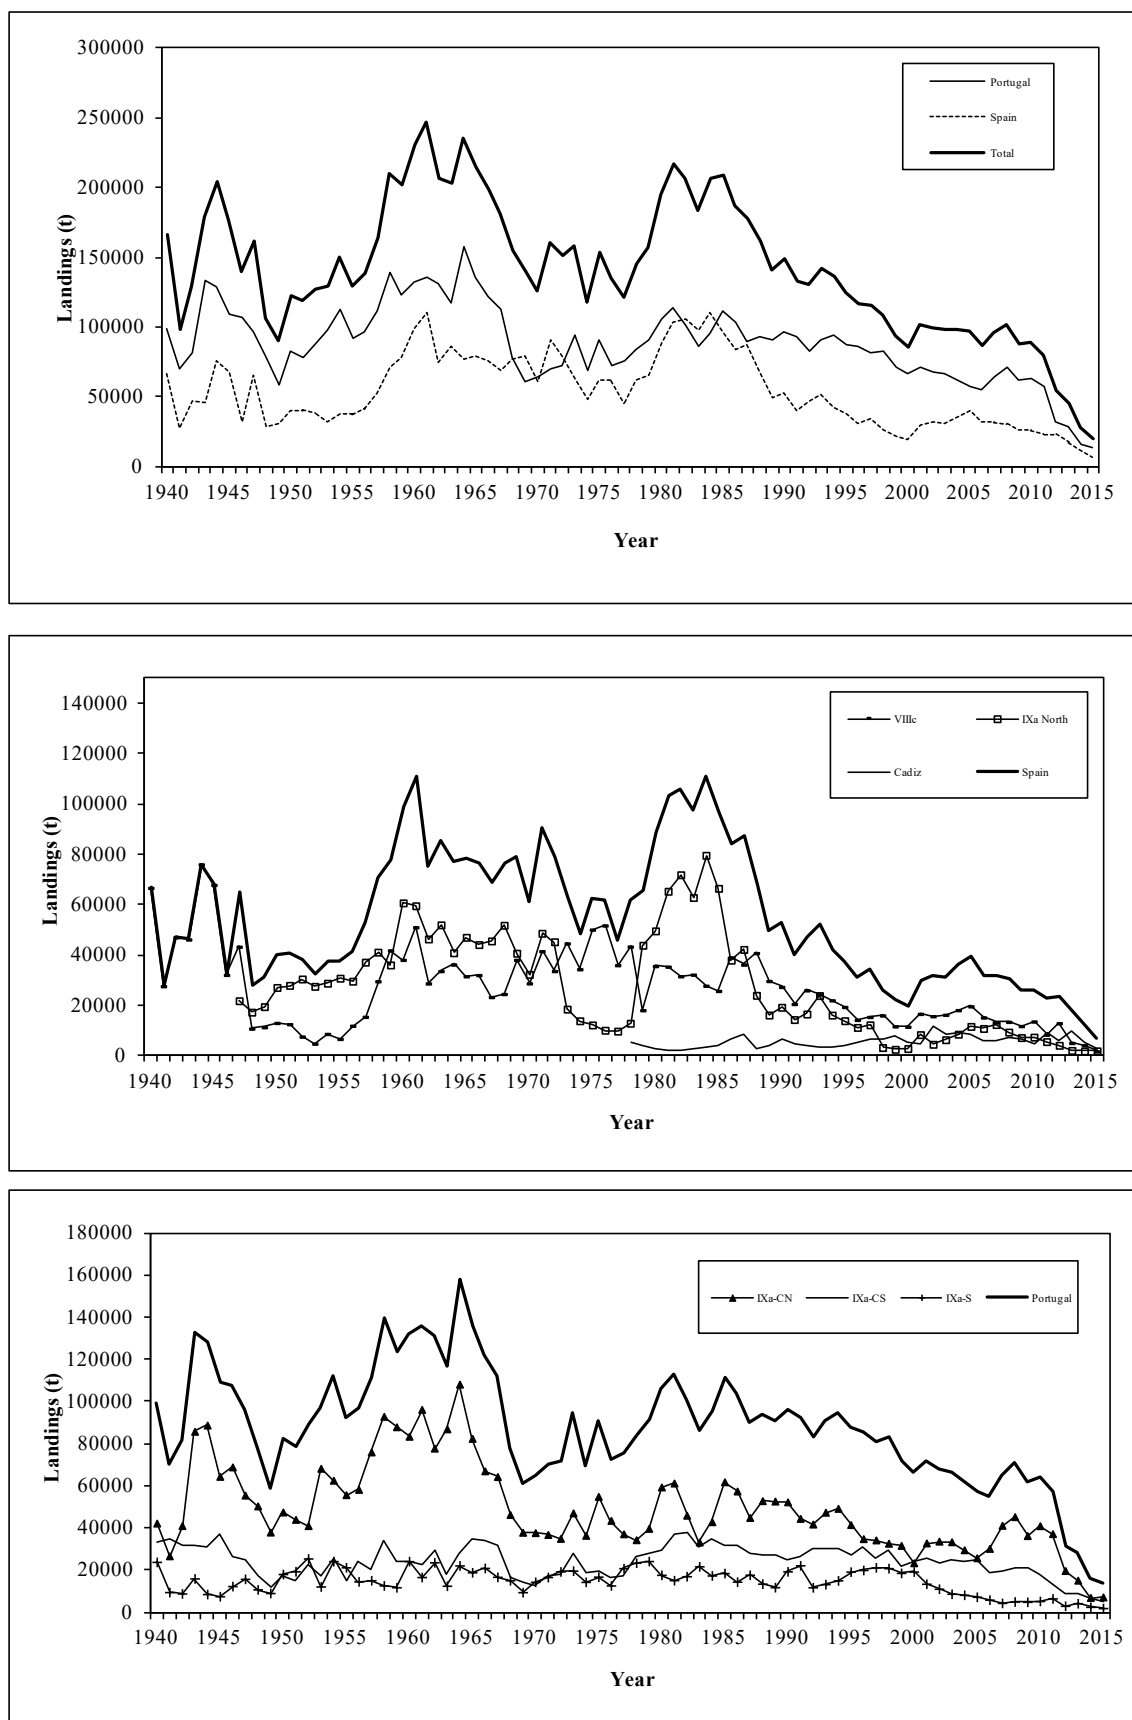 300000
Portugal
250000
Spain
Total
200000
150000
Landings (t)
100000
50000
0
1940 1945 1950 1955 1960 1965 1970 1975 1980 1985 1990 1995 2000 2005 2010 2015
Year
140000
VIIIc IXa North
120000
Cadiz Spain
100000
80000
Landings (t)
60000
40000
20000
0
1940 1945 1950 1955 1960 1965 1970 1975 1980 1985 1990 1995 2000 2005 2010 2015
Year
180000
160000
IXa-CN IXa-CS IXa-S Portugal
140000
120000
100000
Landings (t)
80000
60000
40000
20000
0
1940 1945 1950 1955 1960 1965 1970 1975 1980 1985 1990 1995 2000 2005 2010 2015
Year